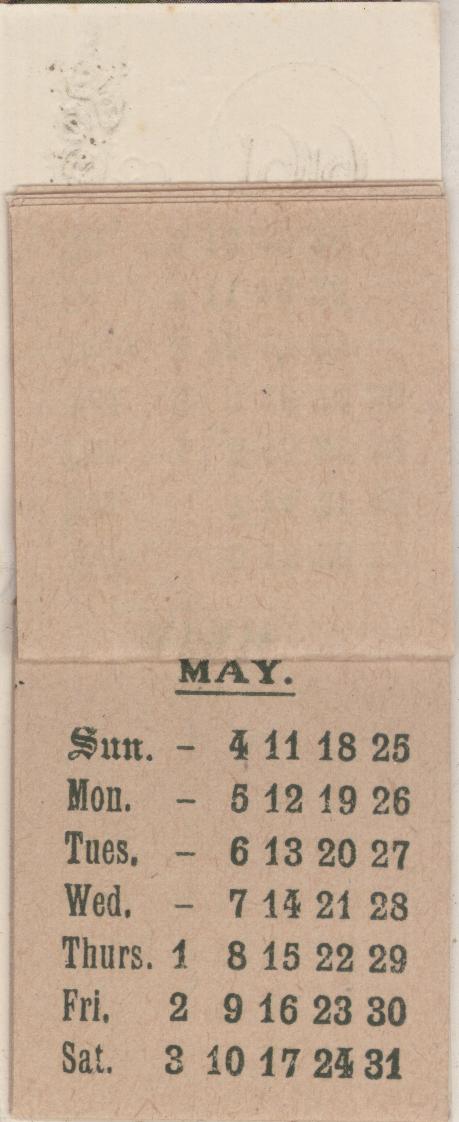 MAY.
Sun. - 4 11 18 25
Mon. - 5 12 19 26
Tues. - 6 13 20 27
Wed. - 7 14 21 28
Thurs. 1 8 15 22 29
Fri. 2 9 16 23 30
Sat. 3 10 17 24 31